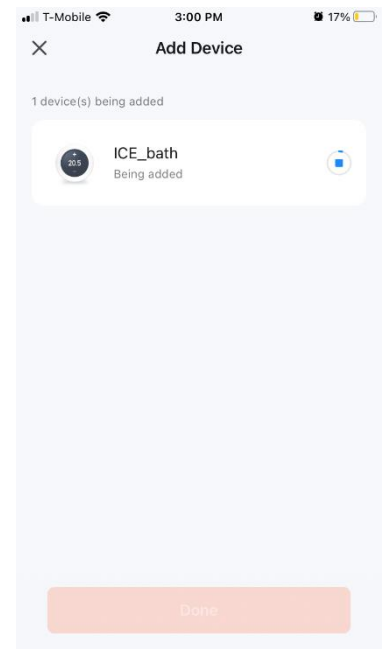 T-Mobile 3:00 PM 17%
Add Device
1 device(s) being added
20.5
ICE_bath
Being added
Done